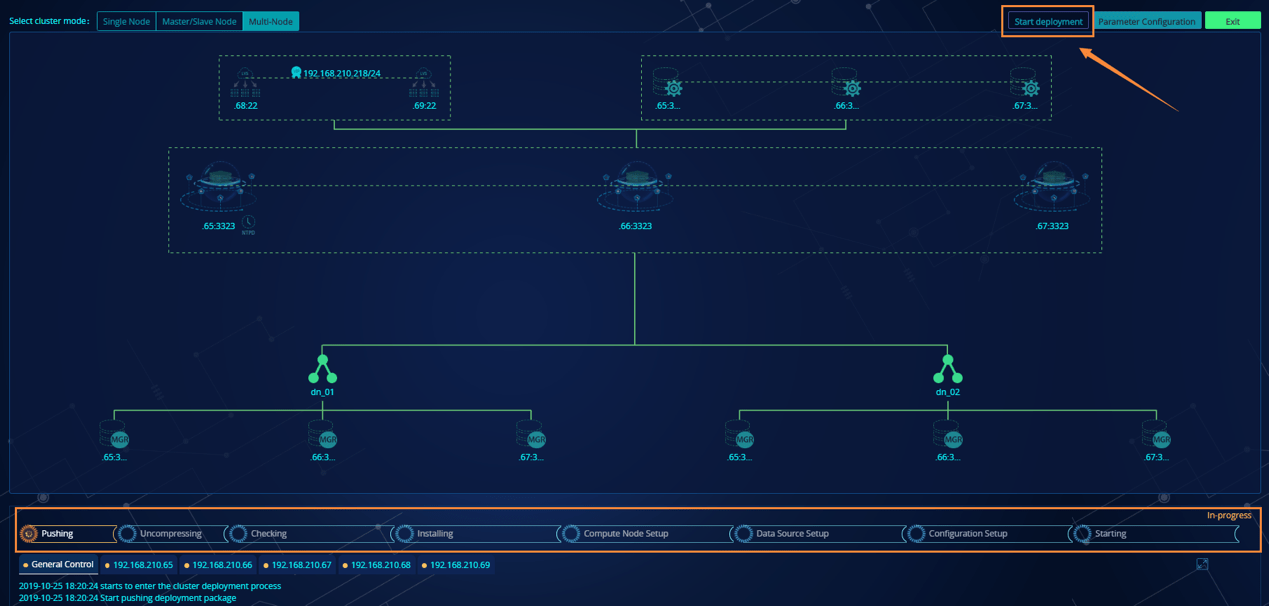 Select cluster mode: Single Node Master/Slave Node Multi-Node Start deployment Parameter Configuration Exit
192.168.210.218/24
.68:22 .69:22 .65:3... .66:3... .67:3...
.65:3323 .66:3323 .67:3323
NTPD
dn_01 dn_02
MGR MGR MGR MGR MGR MGR
.65:3... .66:3... .67:3... .65:3... .66:3... .67:3...
In-progress
Pushing Uncompressing Checking Installing Compute Node Setup Data Source Setup Configuration Setup Starting
General Control 192.168.210.65 192.168.210.66 192.168.210.67 192.168.210.68 192.168.210.69
2019-10-25 18:20:24 starts to enter the cluster deployment process
2019-10-25 18:20:24 Start pushing deployment package